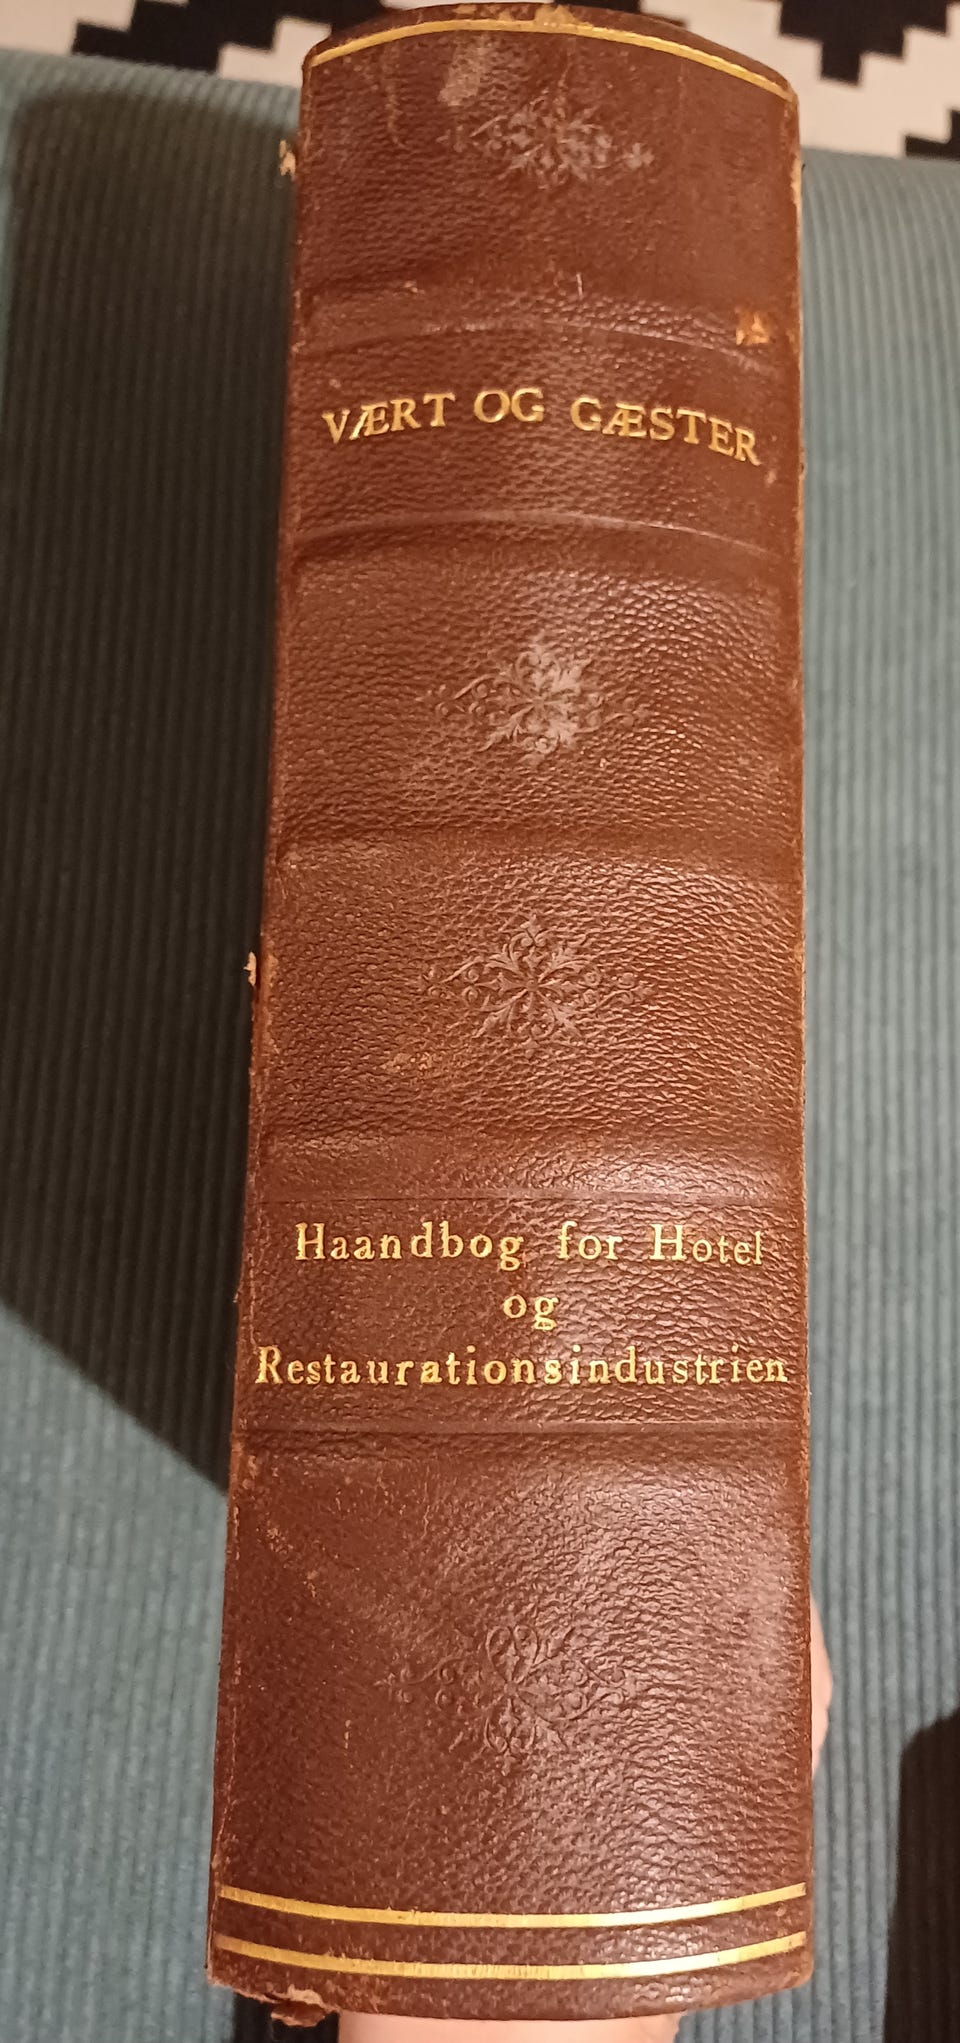 VÆRT OG GÆSTER
Haandbog for Hotel
og
Restaurationsindustrien